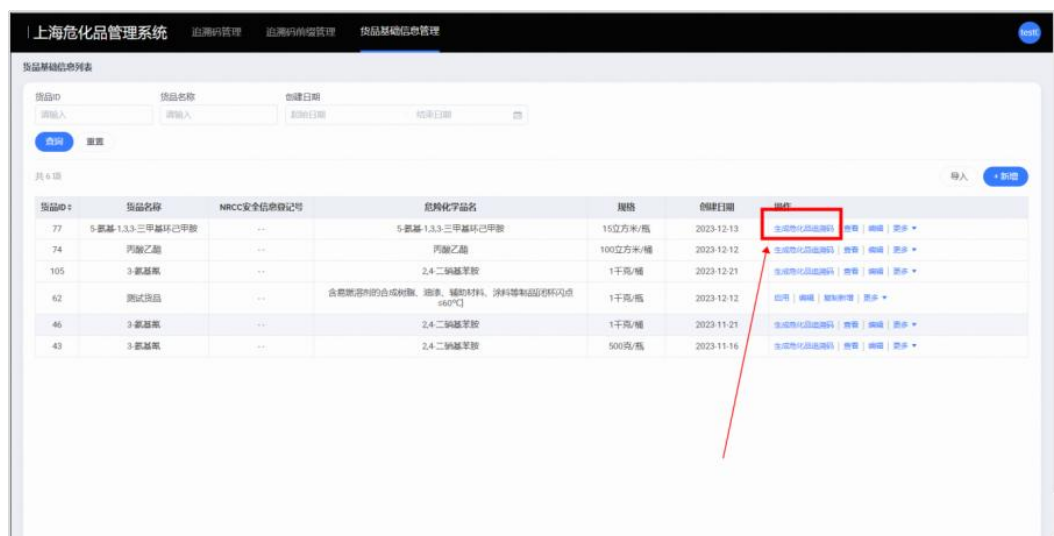 上海危化品管理系统 追溯码管理 追溯码前缀管理 货品基础信息管理 test
货品基础信息列表
货品ID 货品名称 创建日期
请输入 请输入 起始日期 结束日期
查询 重置
共 6 项 导入 +新增
货品ID 货品名称 NRCC安全信息登记号 危险化学品名 规格 创建日期 操作
77 5-氨基-1,3,3-三甲基环己甲胺 -- 5-氨基-1,3,3-三甲基环己甲胺 15立方米/瓶 2023-12-13 生成危化品追溯码 | 查看 | 编辑 | 更多
74 丙酸乙酯 -- 丙酸乙酯 100立方米/桶 2023-12-12 生成危化品追溯码 | 查看 | 编辑 | 更多
105 3-氨基氰 -- 2,4-二硝基苯胺 1千克/桶 2023-12-21 生成危化品追溯码 | 查看 | 编辑 | 更多
62 测试货品 -- 含易燃溶剂的合成树脂、油漆、辅助材料、涂料等制品[闭杯闪点
≤60°C] 1千克/瓶 2023-12-12 启用 | 编辑 | 复制新增 | 更多
46 3-氨基氰 -- 2,4-二硝基苯胺 1千克/桶 2023-11-21 生成危化品追溯码 | 查看 | 编辑 | 更多
43 3-氨基氰 -- 2,4-二硝基苯胺 500克/瓶 2023-11-16 生成危化品追溯码 | 查看 | 编辑 | 更多